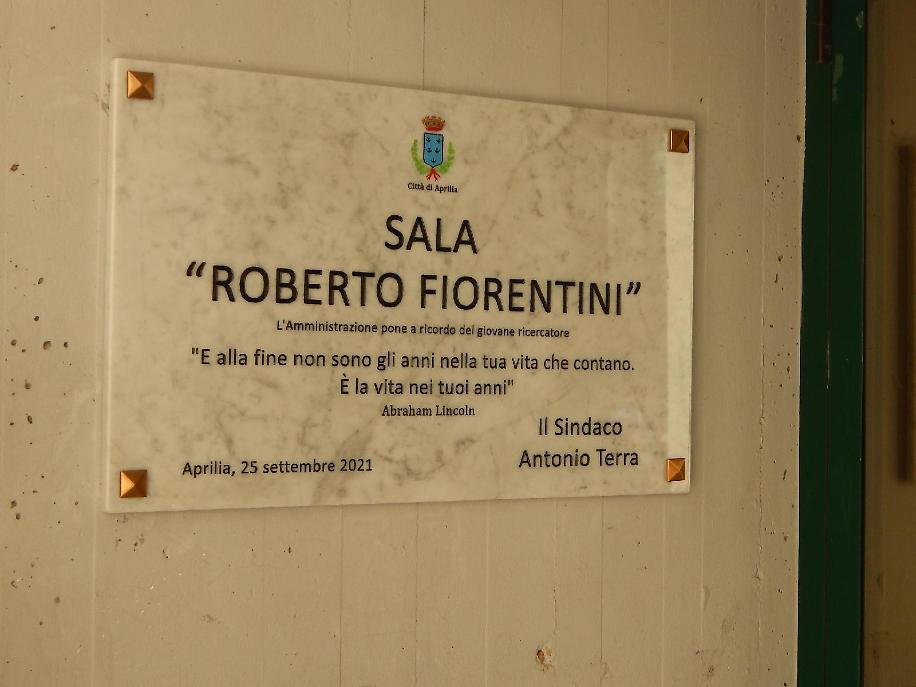 Città di Aprilia
SALA
“ROBERTO FIORENTINI”
L'Amministrazione pone a ricordo del giovane ricercatore
"E alla fine non sono gli anni nella tua vita che contano.
È la vita nei tuoi anni"
Abraham Lincoln
Il Sindaco
Antonio Terra
Aprilia, 25 settembre 2021